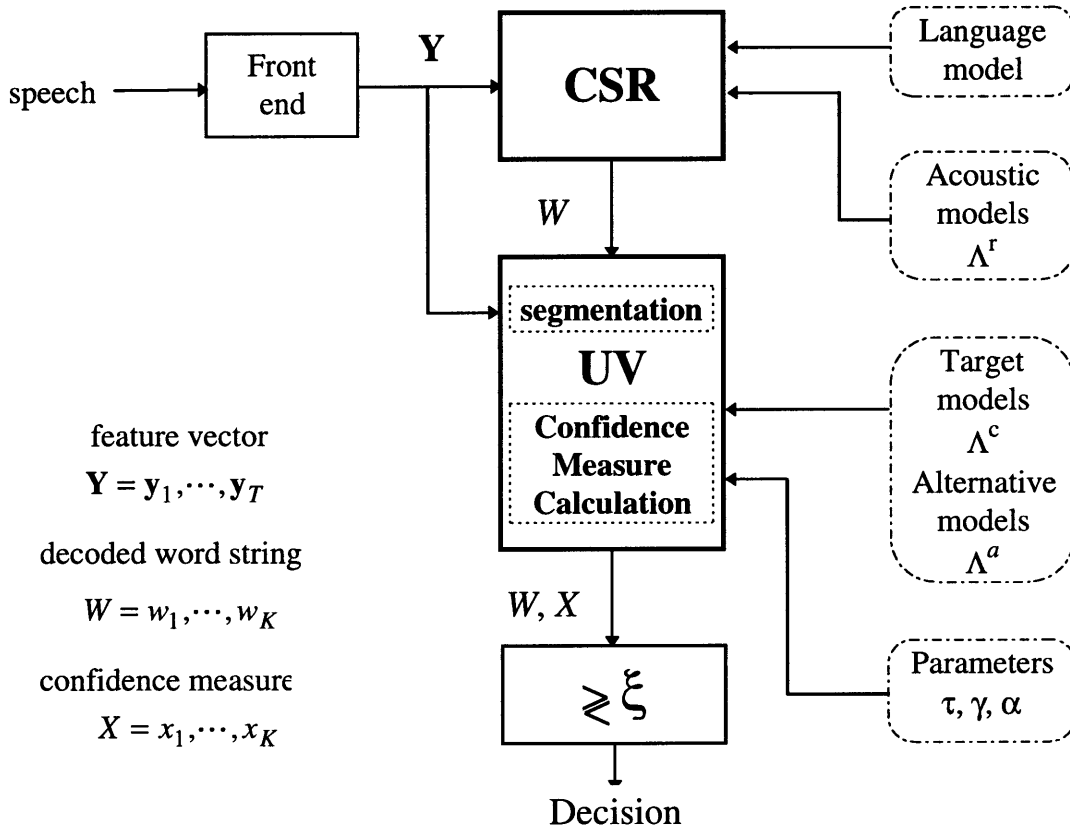 speech
Front
end
Y
CSR
Language
model
Acoustic
models
Λ^r
W
segmentation
UV
Confidence
Measure
Calculation
Target
models
Λ^c
Alternative
models
Λ^a
feature vector
Y = y_1,⋯,y_T
decoded word string
W = w_1,⋯,w_K
confidence measure
X = x_1,⋯,x_K
W, X
≷ ξ
Parameters
τ, γ, α
Decision